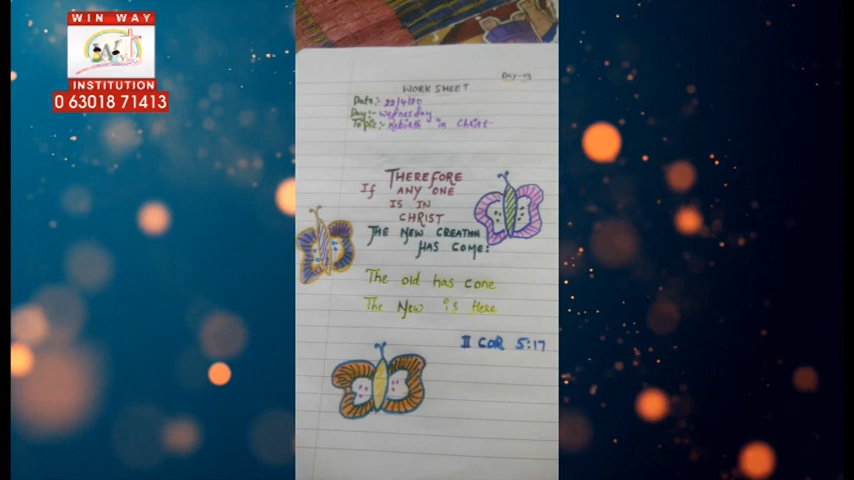 WIN WAY
INSTITUTION
0 63018 71413
Day-03
WORK SHEET
Date:- 22/4/20
Day:- Wednesday
Topic:- Rebirth in Christ
THEREFORE
If ANY ONE
IS IN
CHRIST
THE NEW CREATION
HAS COME:
The old has gone
The New is Here
II COR 5:17